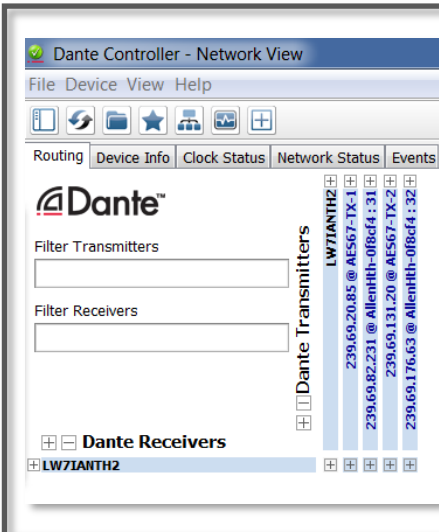 Dante Controller - Network View
File Device View Help
Routing Device Info Clock Status Network Status Events
Dante™
Filter Transmitters
Filter Receivers
Dante Transmitters
LW7IANTH2
239.69.20.85 @ AES67-TX-1
239.69.82.231 @ AllenHth-0f8cf4 : 31
239.69.131.20 @ AES67-TX-2
239.69.176.63 @ AllenHth-0f8cf4 : 32
Dante Receivers
LW7IANTH2